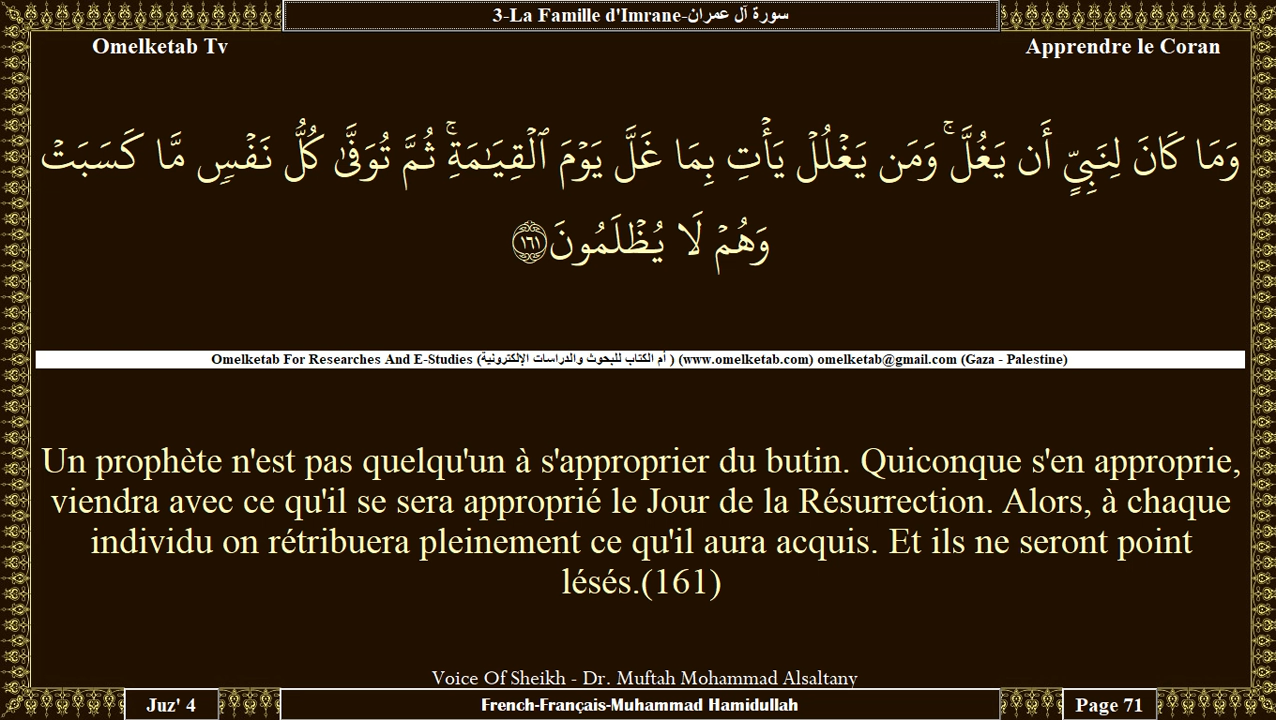 3-La Famille d'Imrane-سورة آل عمران
Omelketab Tv
Apprendre le Coran
وَمَا كَانَ لِنَبِيٍّ أَن يَغُلَّ ۚ وَمَن يَغْلُلْ يَأْتِ بِمَا غَلَّ يَوْمَ ٱلْقِيَـٰمَةِ ۚ ثُمَّ تُوَفَّىٰ كُلُّ نَفْسٍ مَّا كَسَبَتْ
وَهُمْ لَا يُظْلَمُونَ ١٦١
Omelketab For Researches And E-Studies (أم الكتاب للبحوث والدراسات الإلكترونية ) (www.omelketab.com) omelketab@gmail.com (Gaza - Palestine)
Un prophète n'est pas quelqu'un à s'approprier du butin. Quiconque s'en approprie,
viendra avec ce qu'il se sera approprié le Jour de la Résurrection. Alors, à chaque
individu on rétribuera pleinement ce qu'il aura acquis. Et ils ne seront point
lésés.(161)
Voice Of Sheikh - Dr. Muftah Mohammad Alsaltany
Juz' 4
French-Français-Muhammad Hamidullah
Page 71